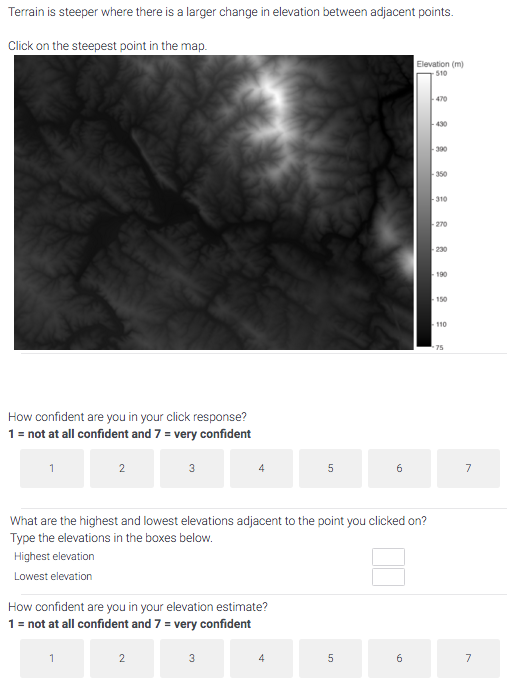 Terrain is steeper where there is a larger change in elevation between adjacent points.
Click on the steepest point in the map.
Elevation (m)
510
470
430
390
350
310
270
230
190
150
110
75
How confident are you in your click response?
1 = not at all confident and 7 = very confident
1 2 3 4 5 6 7
What are the highest and lowest elevations adjacent to the point you clicked on?
Type the elevations in the boxes below.
Highest elevation
Lowest elevation
How confident are you in your elevation estimate?
1 = not at all confident and 7 = very confident
1 2 3 4 5 6 7